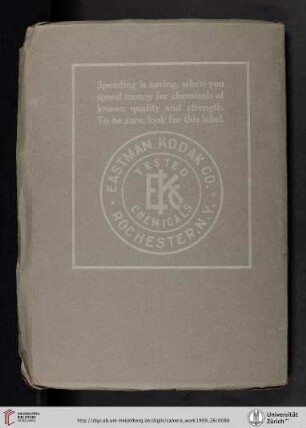 Spending is saving, when you
spend money for chemicals of
known quality and strength.
To be sure, look for this label.
EASTMAN KODAK CO.
TESTED
EKC
CHEMICALS
ROCHESTER, N.Y.
UNIVERSITÄTS-
BIBLIOTHEK
HEIDELBERG
http://digi.ub.uni-heidelberg.de/diglit/camera_work1909_26/0088
Universität
Zürich